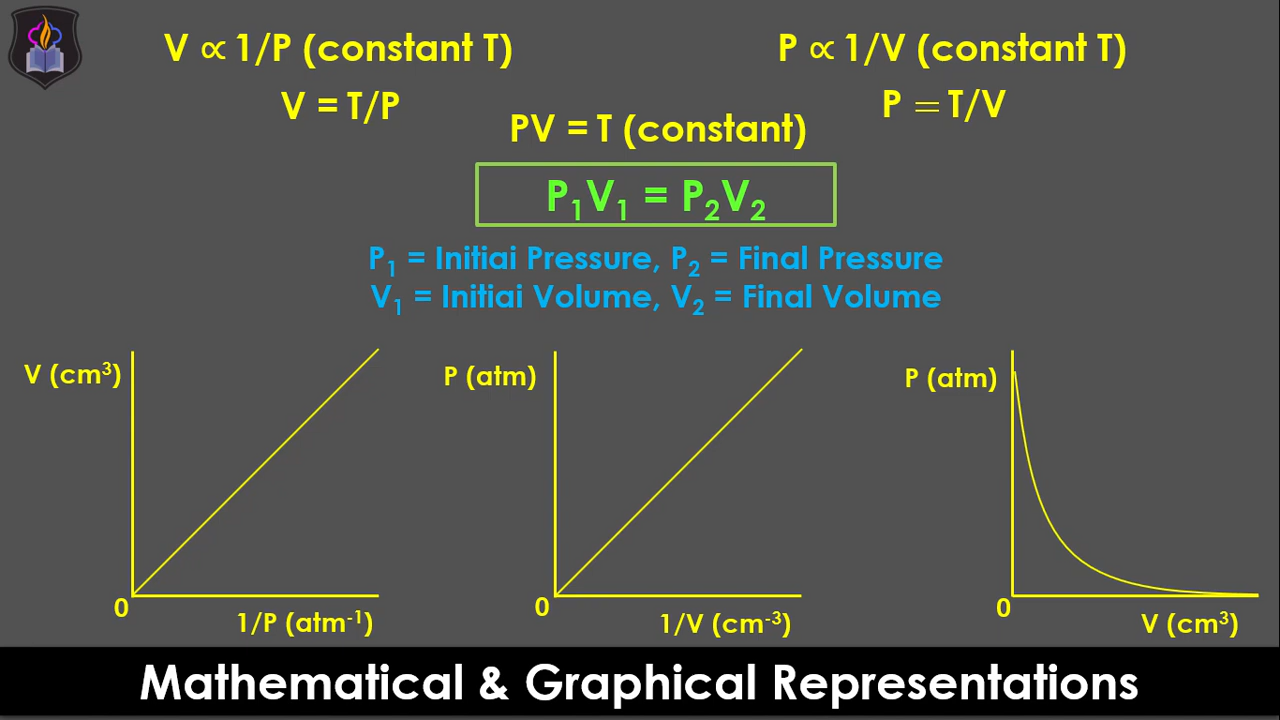 V ∝ 1/P (constant T)
P ∝ 1/V (constant T)
V = T/P
P = T/V
PV = T (constant)
P₁V₁ = P₂V₂
P₁ = Initiai Pressure, P₂ = Final Pressure
V₁ = Initiai Volume, V₂ = Final Volume
V (cm³)
0
1/P (atm⁻¹)
P (atm)
0
1/V (cm⁻³)
P (atm)
0
V (cm³)
Mathematical & Graphical Representations